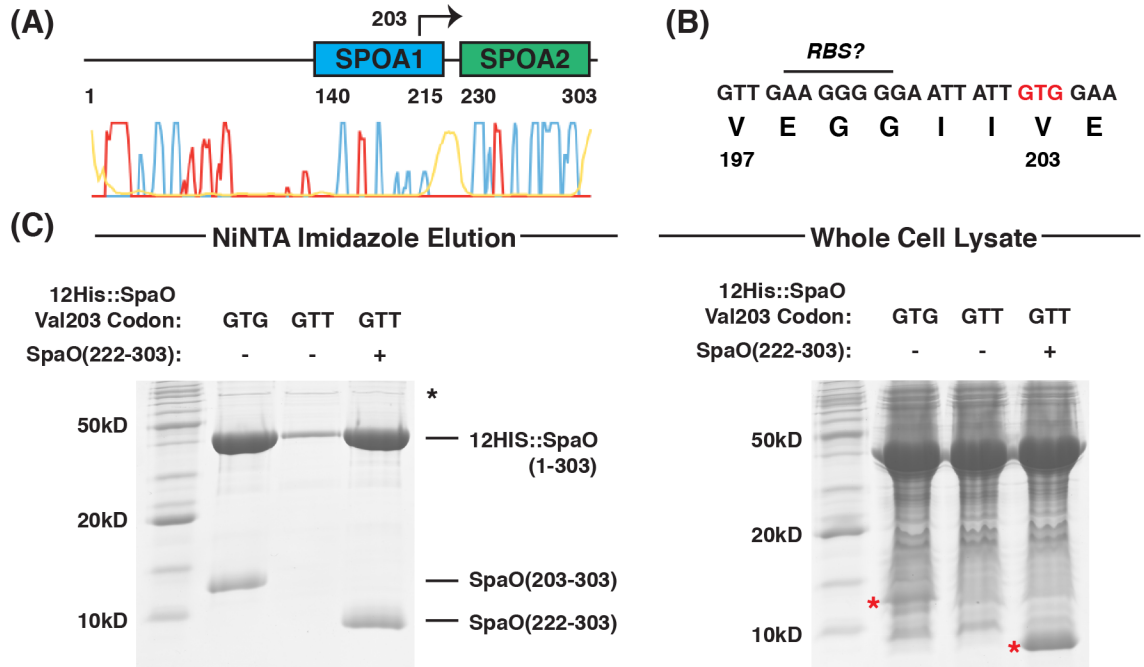 (A)
203
SPOA1 SPOA2
1 140 215 230 303
(B)
RBS?
GTT GAA GGG GGA ATT ATT GTG GAA
V E G G I I V E
197 203
(C)
NiNTA Imidazole Elution
12His::SpaO
Val203 Codon: GTG GTT GTT
SpaO(222-303): - - +
*
50kD
12HIS::SpaO
(1-303)
20kD
SpaO(203-303)
10kD
SpaO(222-303)
Whole Cell Lysate
12His::SpaO
Val203 Codon: GTG GTT GTT
SpaO(222-303): - - +
50kD
20kD
*
10kD
*